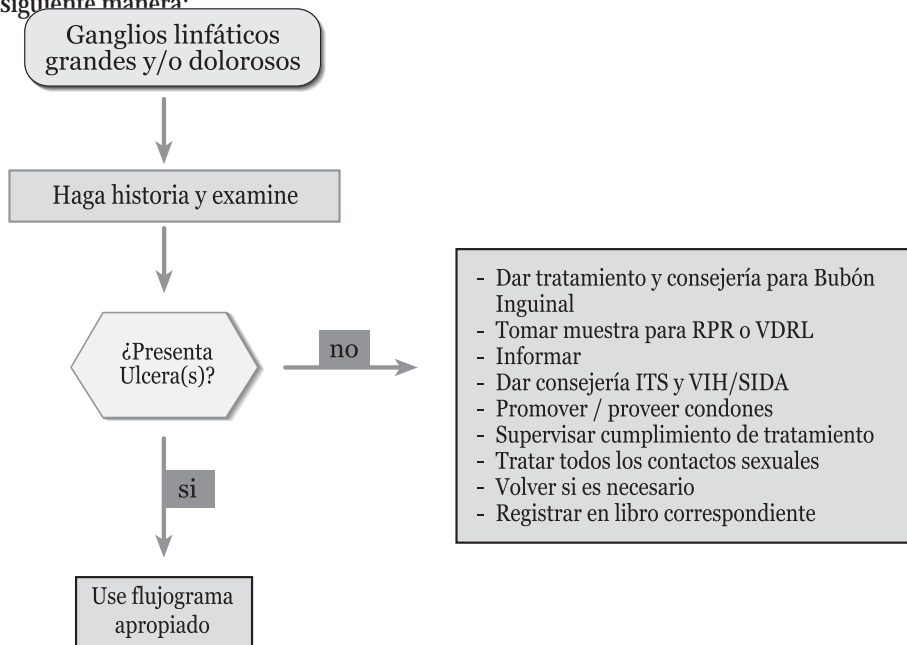 siguiente manera:
Ganglios linfáticos
grandes y/o dolorosos
Haga historia y examine
¿Presenta
Ulcera(s)?
no
- Dar tratamiento y consejería para Bubón
Inguinal
- Tomar muestra para RPR o VDRL
- Informar
- Dar consejería ITS y VIH/SIDA
- Promover / proveer condones
- Supervisar cumplimiento de tratamiento
- Tratar todos los contactos sexuales
- Volver si es necesario
- Registrar en libro correspondiente
si
Use flujograma
apropiado